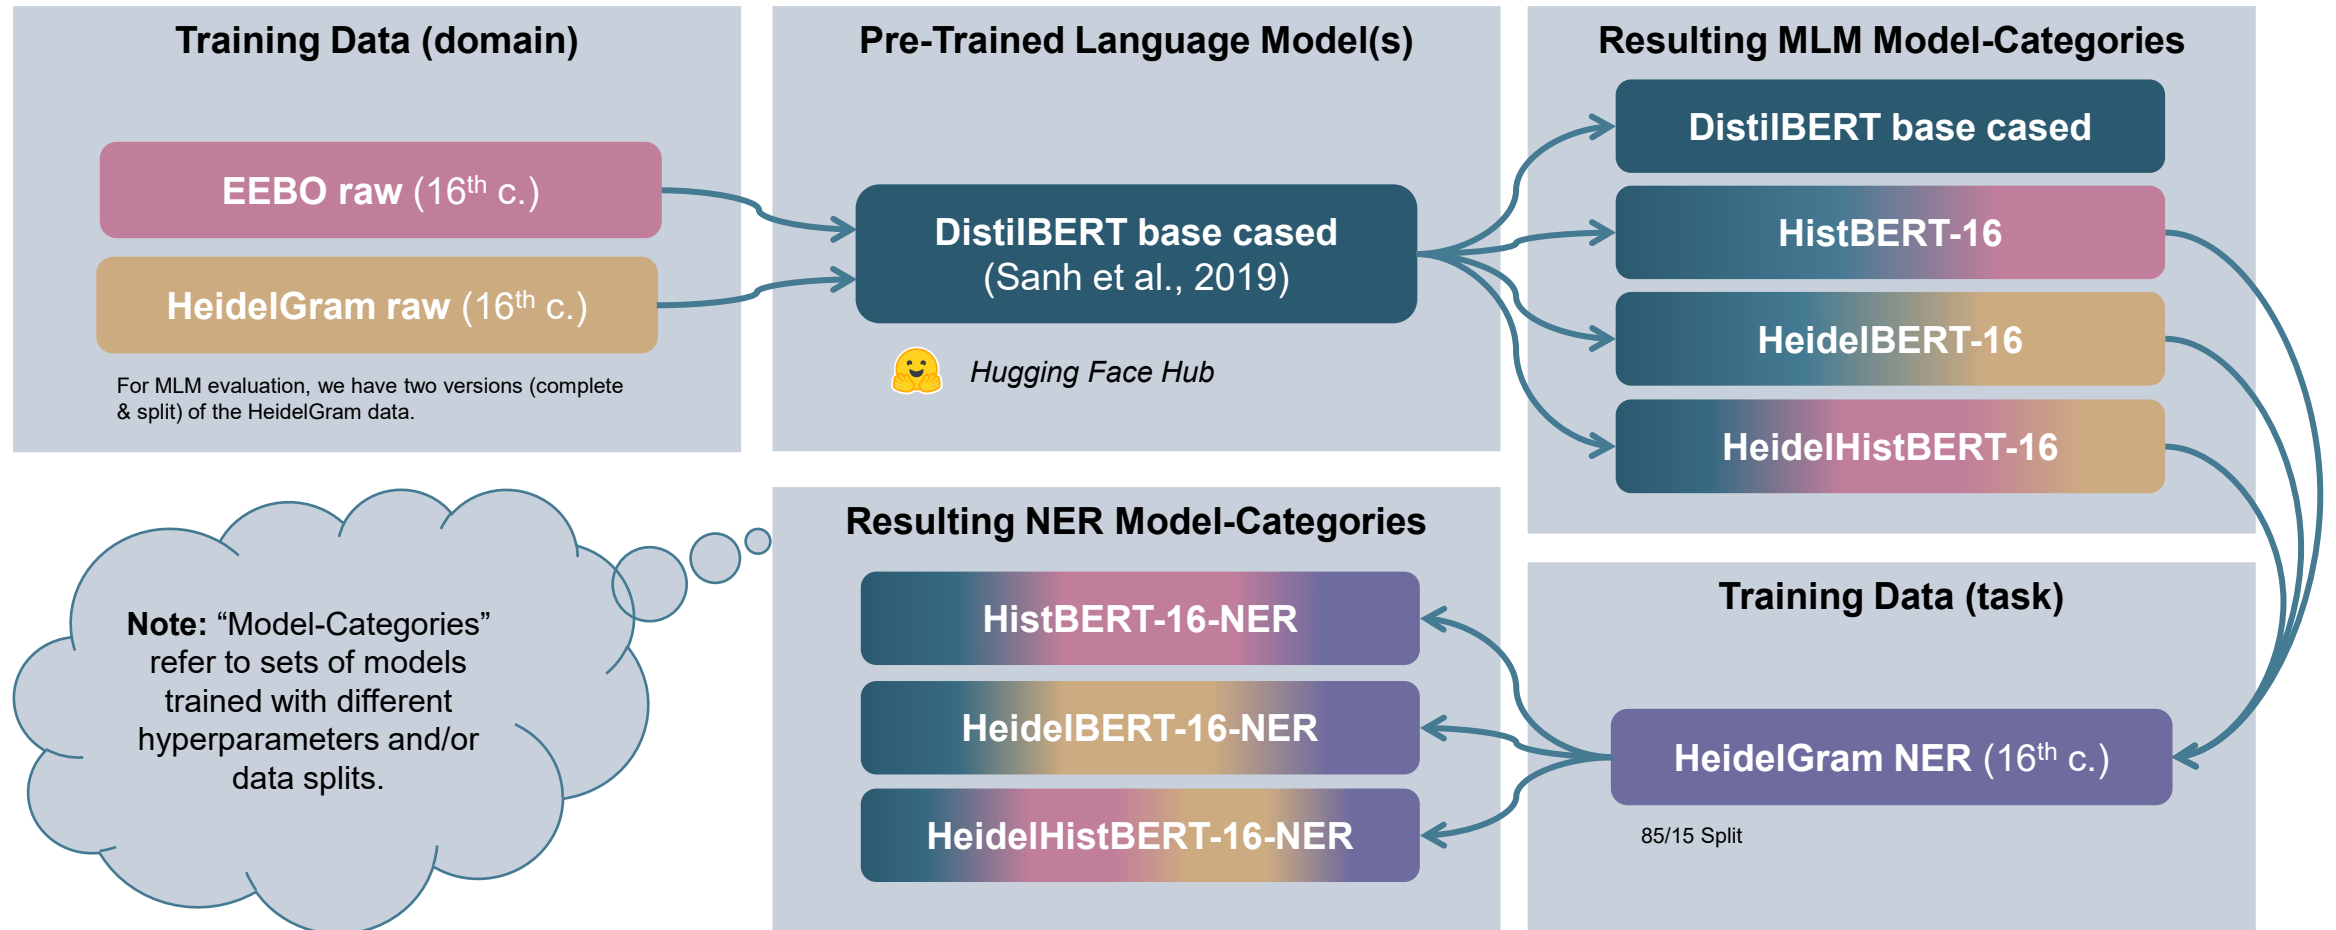 Training Data (domain)
EEBO raw (16th c.)
HeidelGram raw (16th c.)
For MLM evaluation, we have two versions (complete
& split) of the HeidelGram data.
Pre-Trained Language Model(s)
DistilBERT base cased
(Sanh et al., 2019)
Hugging Face Hub
Resulting MLM Model-Categories
DistilBERT base cased
HistBERT-16
HeidelBERT-16
HeidelHistBERT-16
Training Data (task)
HeidelGram NER (16th c.)
85/15 Split
Resulting NER Model-Categories
HistBERT-16-NER
HeidelBERT-16-NER
HeidelHistBERT-16-NER
Note: “Model-Categories”
refer to sets of models
trained with different
hyperparameters and/or
data splits.